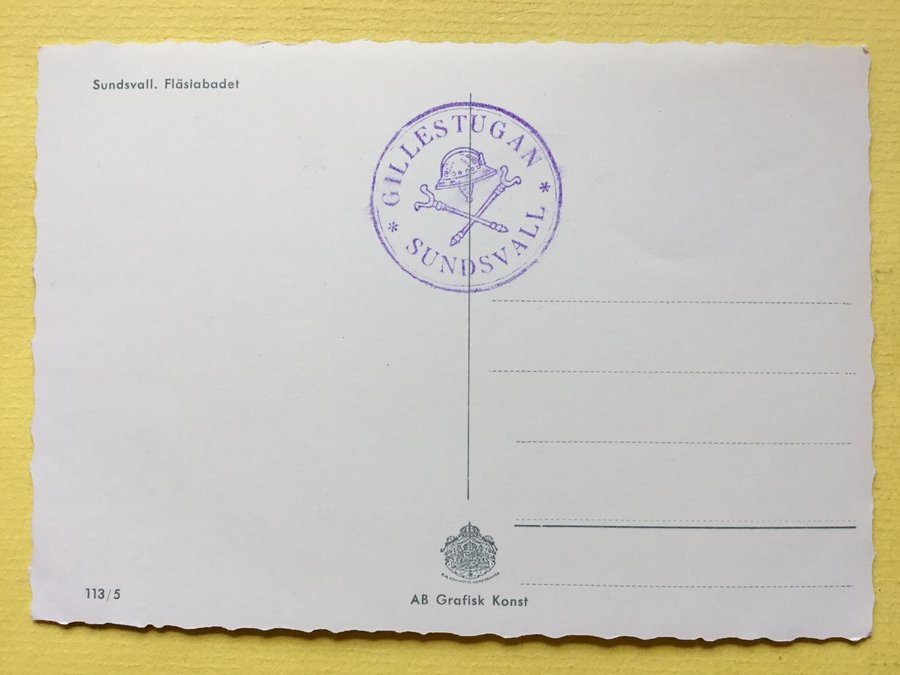 Sundsvall. Fläsiabadet
GILLESTUGAN
* SUNDSVALL *
113/5
AB Grafisk Konst